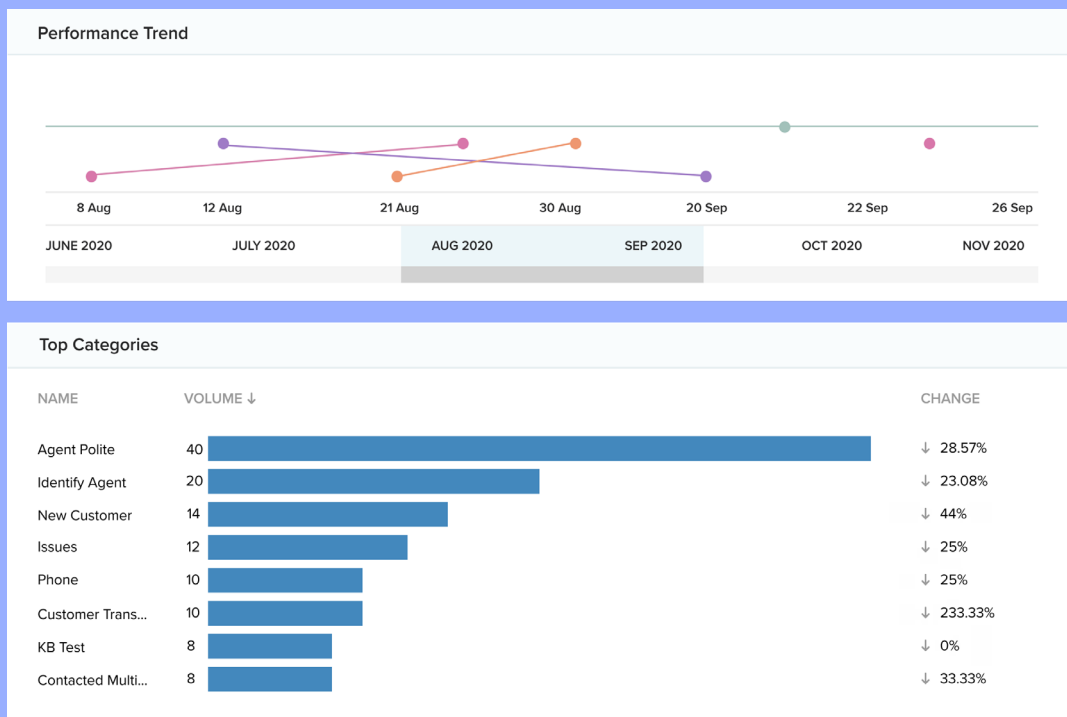 Performance Trend
8 Aug 12 Aug 21 Aug 30 Aug 20 Sep 22 Sep 26 Sep
JUNE 2020 JULY 2020 AUG 2020 SEP 2020 OCT 2020 NOV 2020
Top Categories
NAME VOLUME ↓ CHANGE
Agent Polite 40 ↓ 28.57%
Identify Agent 20 ↓ 23.08%
New Customer 14 ↓ 44%
Issues 12 ↓ 25%
Phone 10 ↓ 25%
Customer Trans... 10 ↓ 233.33%
KB Test 8 ↓ 0%
Contacted Multi... 8 ↓ 33.33%